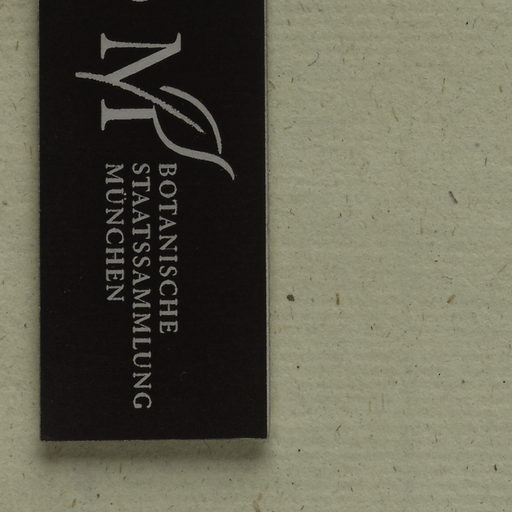 M
BOTANISCHE
STAATSSAMMLUNG
MÜNCHEN